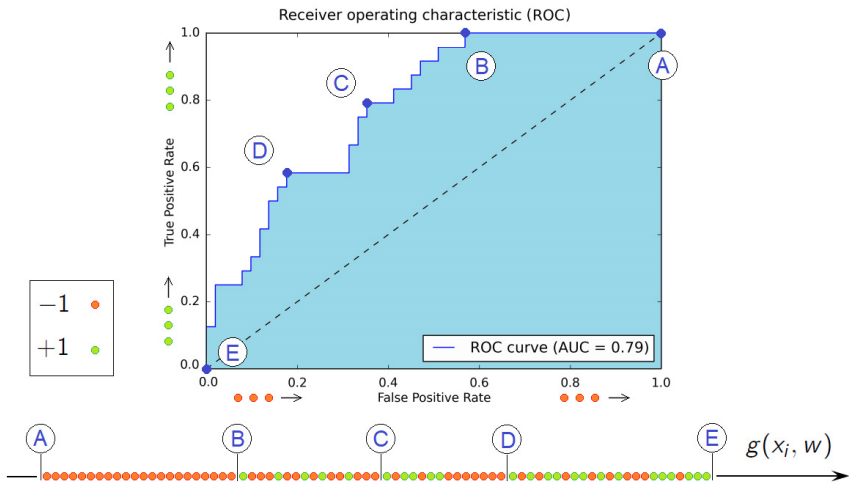 Receiver operating characteristic (ROC)
1.0
0.8
0.6
0.4
0.2
0.0
True Positive Rate
A
B
C
D
E
ROC curve (AUC = 0.79)
0.0 0.2 0.4 0.6 0.8 1.0
False Positive Rate
−1
+1
A B C D E
g(x_i, w)